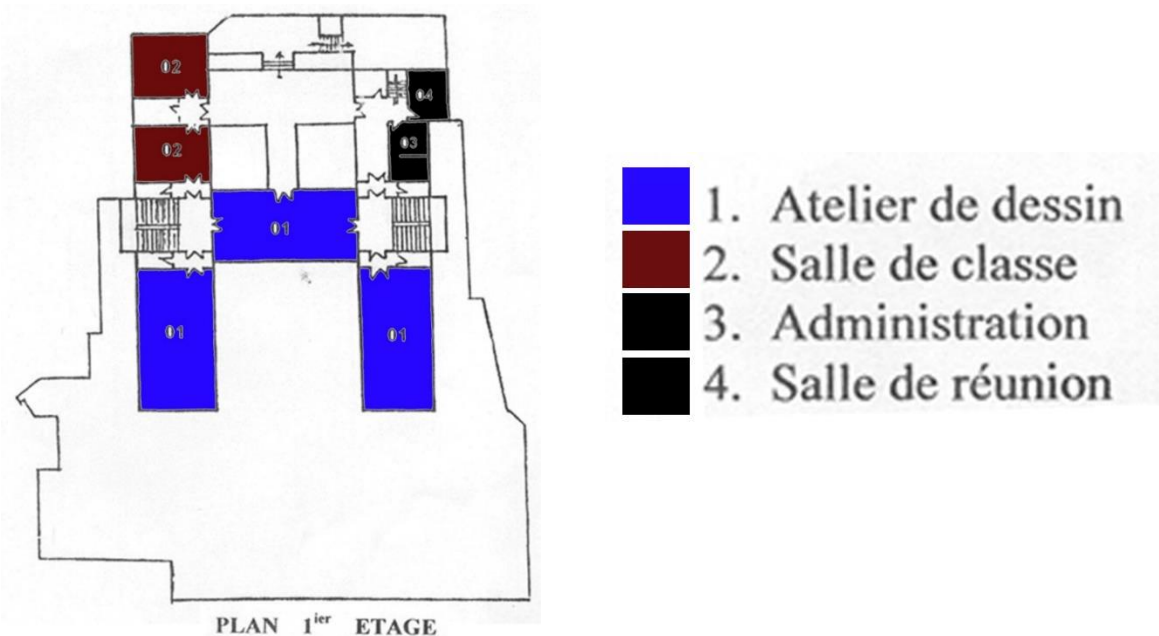 02
04
02
03
01
01
01
PLAN 1ier ETAGE
1. Atelier de dessin
2. Salle de classe
3. Administration
4. Salle de réunion